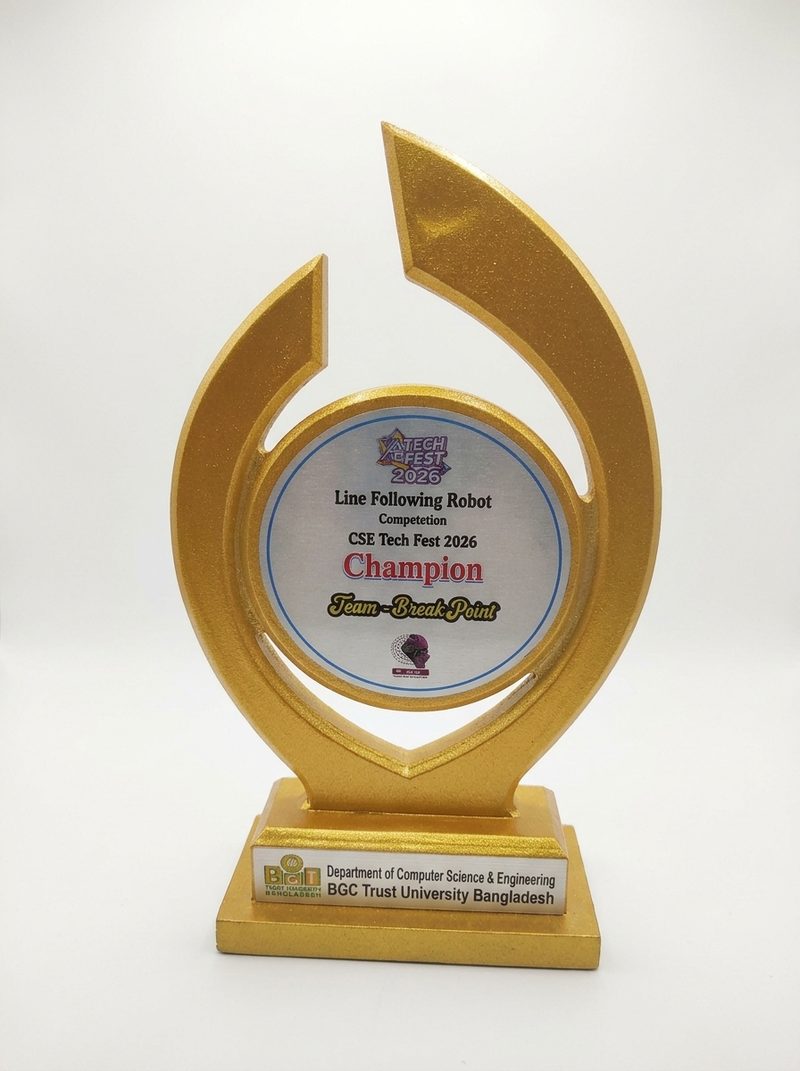 TECH
FEST
2026
Line Following Robot
Competetion
CSE Tech Fest 2026
Champion
Team - Break Point
BGT
Department of Computer Science & Engineering
BGC Trust University Bangladesh